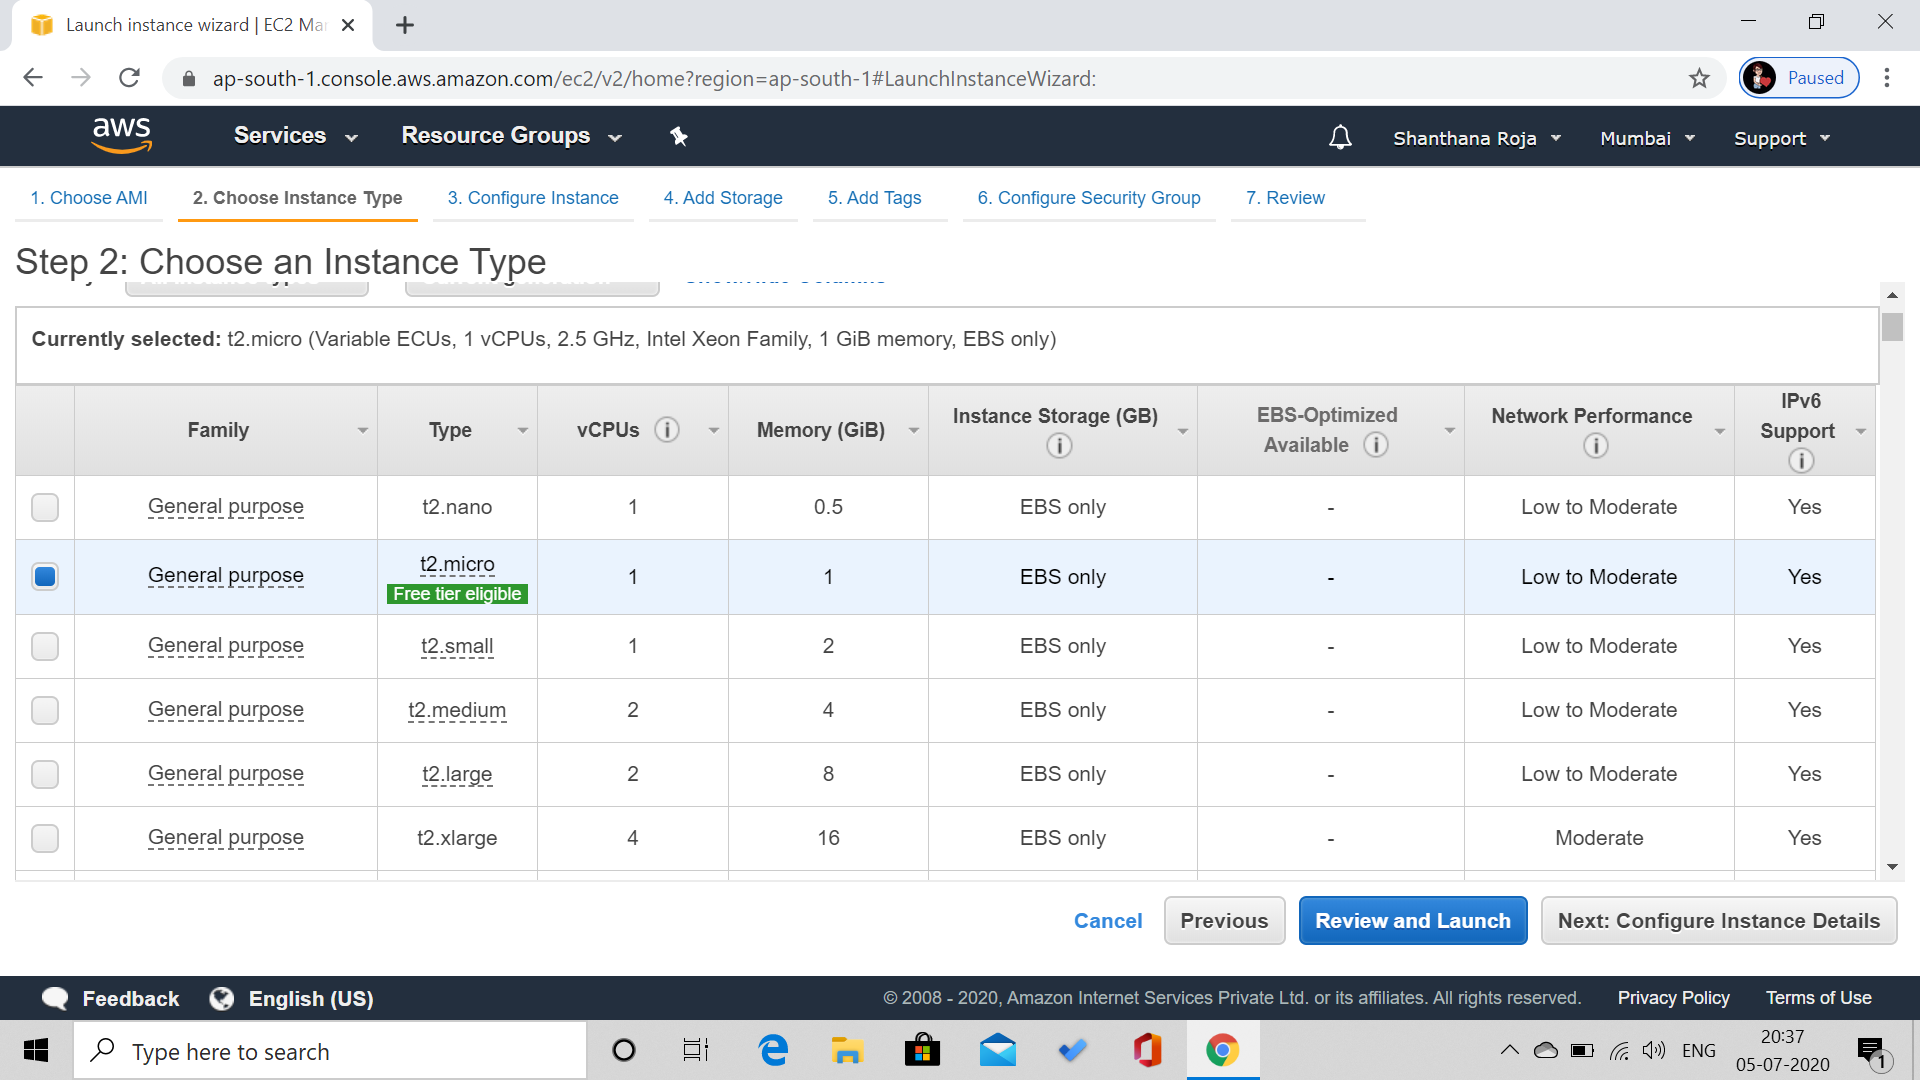 Launch instance wizard | EC2 Ma
ap-south-1.console.aws.amazon.com/ec2/v2/home?region=ap-south-1#LaunchInstanceWizard:
Paused
aws Services Resource Groups Shanthana Roja Mumbai Support
1. Choose AMI 2. Choose Instance Type 3. Configure Instance 4. Add Storage 5. Add Tags 6. Configure Security Group 7. Review
Step 2: Choose an Instance Type
Currently selected: t2.micro (Variable ECUs, 1 vCPUs, 2.5 GHz, Intel Xeon Family, 1 GiB memory, EBS only)
Family Type vCPUs Memory (GiB) Instance Storage (GB) EBS-Optimized Available Network Performance IPv6 Support
General purpose t2.nano 1 0.5 EBS only - Low to Moderate Yes
General purpose t2.micro Free tier eligible 1 1 EBS only - Low to Moderate Yes
General purpose t2.small 1 2 EBS only - Low to Moderate Yes
General purpose t2.medium 2 4 EBS only - Low to Moderate Yes
General purpose t2.large 2 8 EBS only - Low to Moderate Yes
General purpose t2.xlarge 4 16 EBS only - Moderate Yes
Cancel Previous Review and Launch Next: Configure Instance Details
Feedback English (US) © 2008 - 2020, Amazon Internet Services Private Ltd. or its affiliates. All rights reserved. Privacy Policy Terms of Use
Type here to search
ENG
20:37
05-07-2020
1